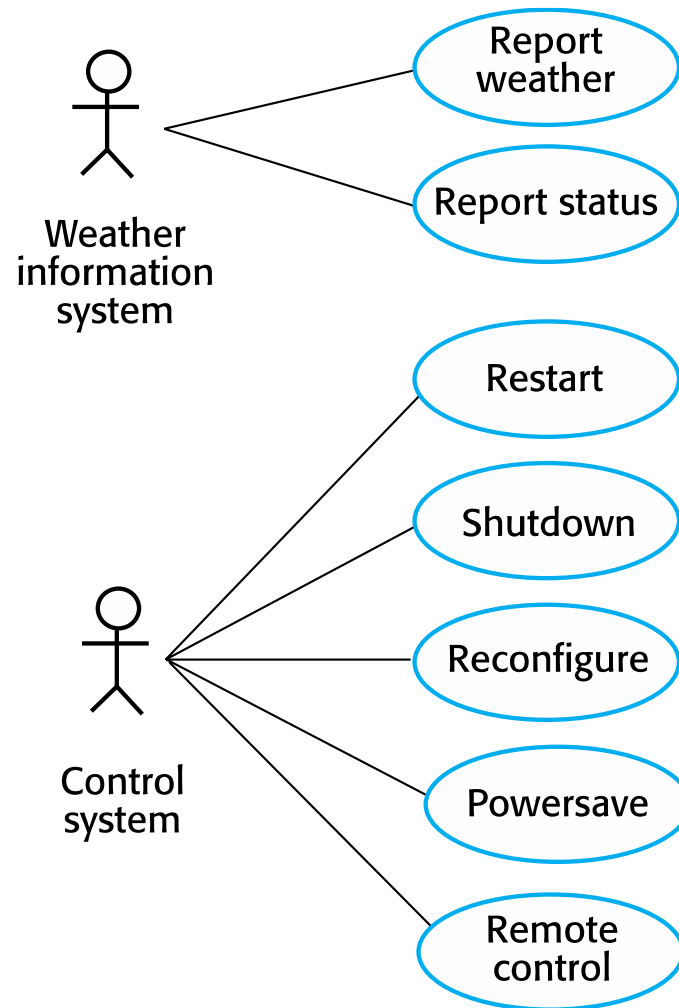 Report
weather
Report status
Weather
information
system
Restart
Shutdown
Reconfigure
Control
system
Powersave
Remote
control